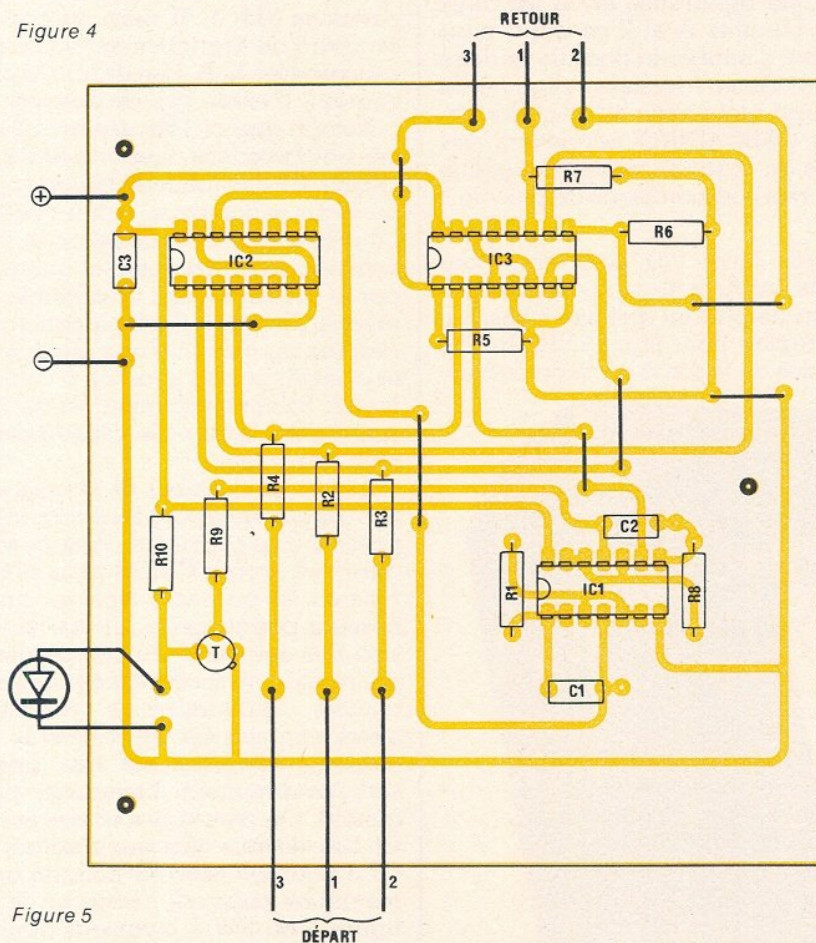 Figure 4
RETOUR
3 1 2
R7
R6
+
C3
IC2
IC3
R5
−
R4
R2
R3
R9
R10
C2
R1
IC1
R8
T
C1
3 1 2
Figure 5
DÉPART